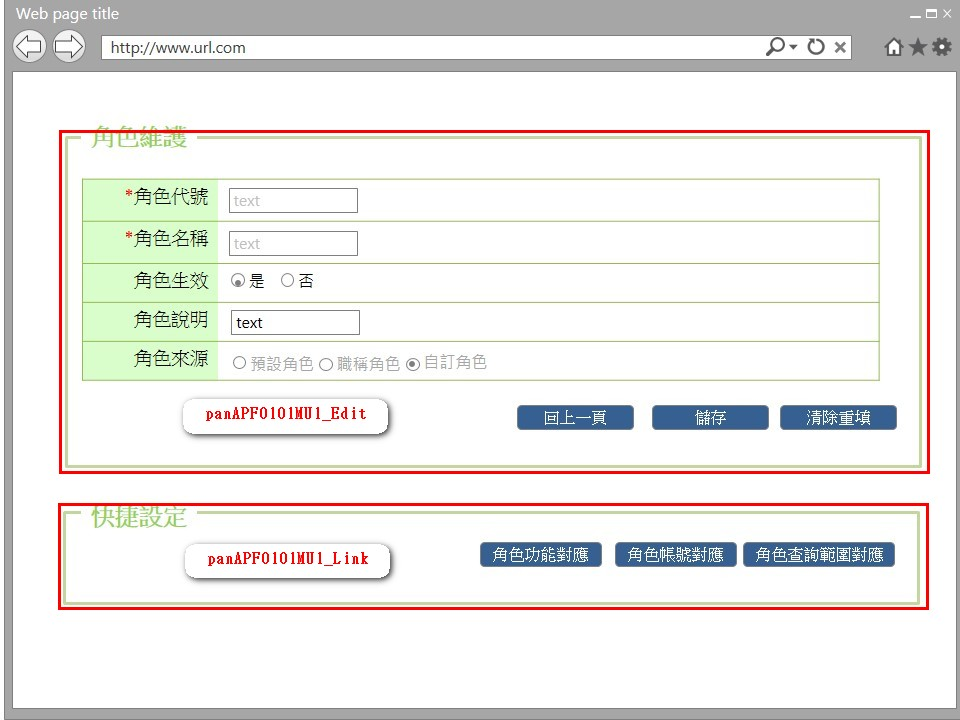 Web page title
http://www.url.com
角色維護
*角色代號 text
*角色名稱 text
角色生效 是 否
角色說明 text
角色來源 預設角色 職稱角色 自訂角色
panAPF0101MU1_Edit 回上一頁 儲存 清除重填
快捷設定
panAPF0101MU1_Link 角色功能對應 角色帳號對應 角色查詢範圍對應